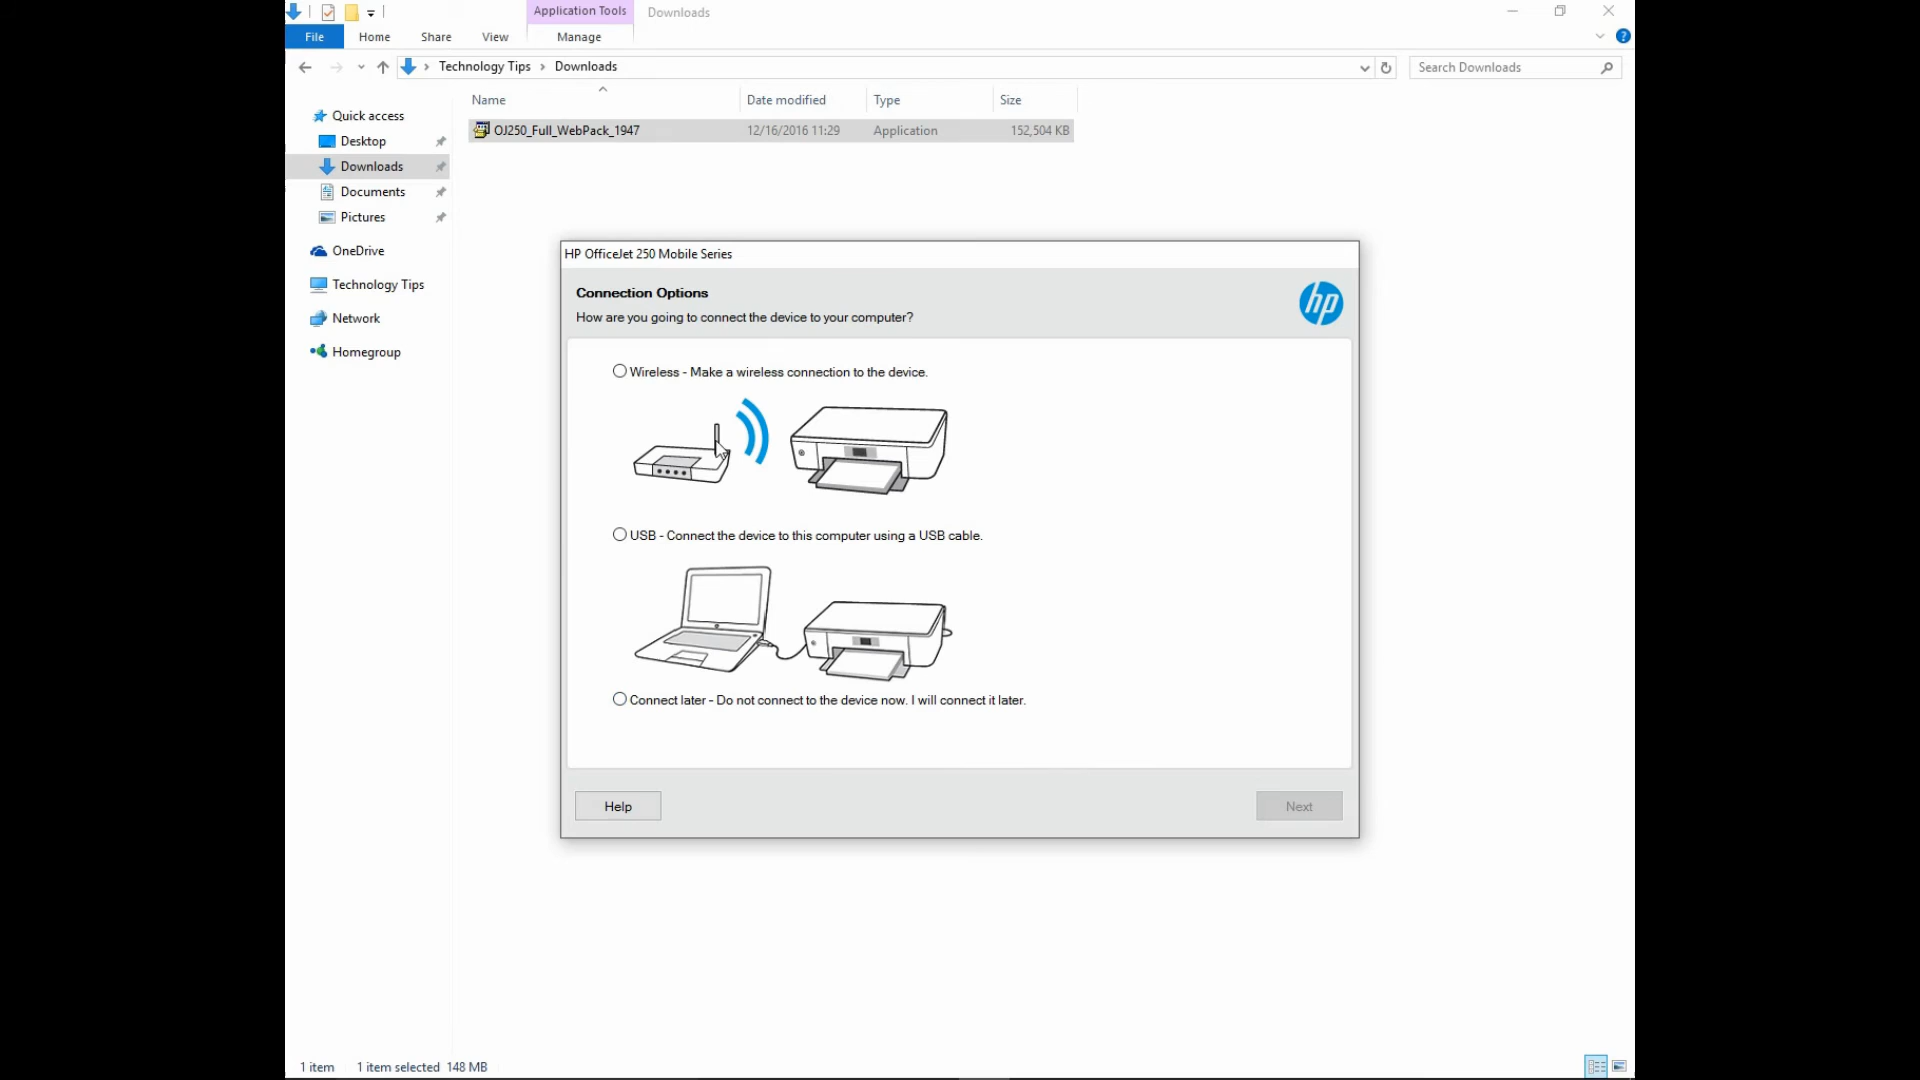 Application Tools
Downloads
File
Home
Share
View
Manage
?
Technology Tips
Downloads
Search Downloads
Name
Date modified
Type
Size
OJ250_Full_WebPack_1947
12/16/2016 11:29
Application
152,504 KB
Quick access
Desktop
Downloads
Documents
Pictures
OneDrive
Technology Tips
Network
Homegroup
HP OfficeJet 250 Mobile Series
Connection Options
How are you going to connect the device to your computer?
hp
Wireless - Make a wireless connection to the device.
USB - Connect the device to this computer using a USB cable.
Connect later - Do not connect to the device now. I will connect it later.
Help
Next
1 item
1 item selected 148 MB